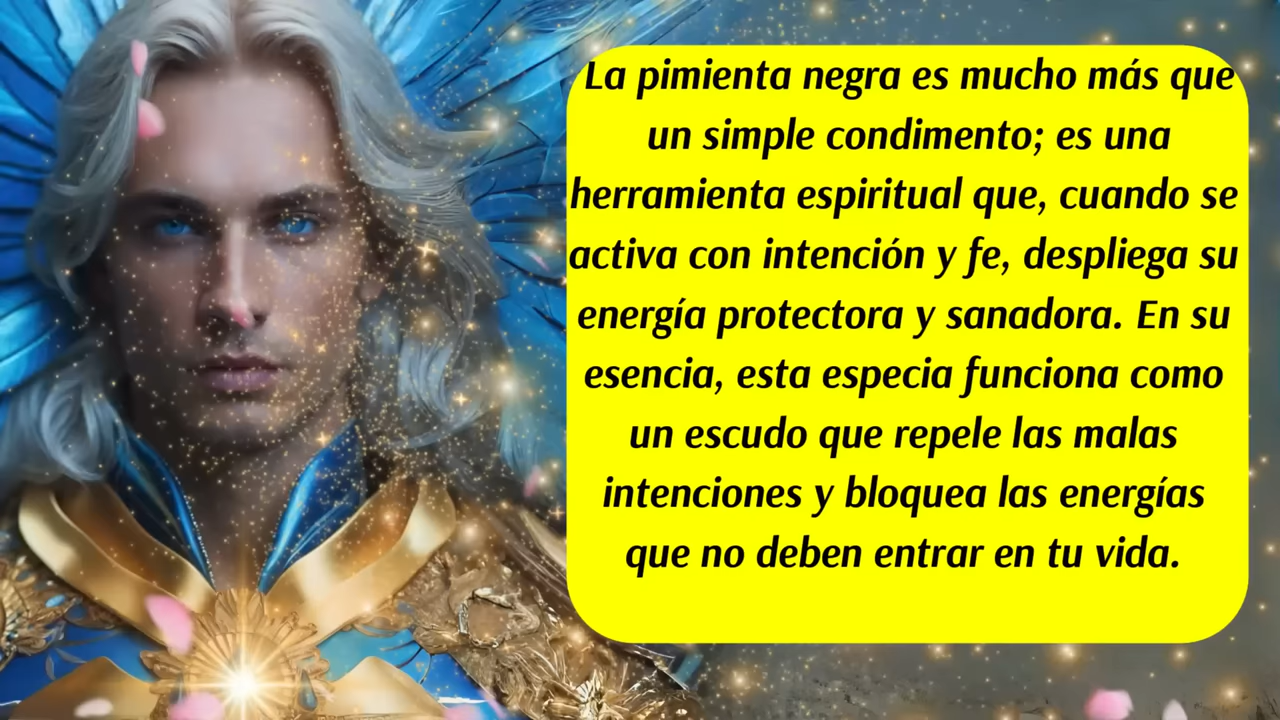 La pimienta negra es mucho más que
un simple condimento; es una
herramienta espiritual que, cuando se
activa con intención y fe, despliega su
energía protectora y sanadora. En su
esencia, esta especia funciona como
un escudo que repele las malas
intenciones y bloquea las energías
que no deben entrar en tu vida.